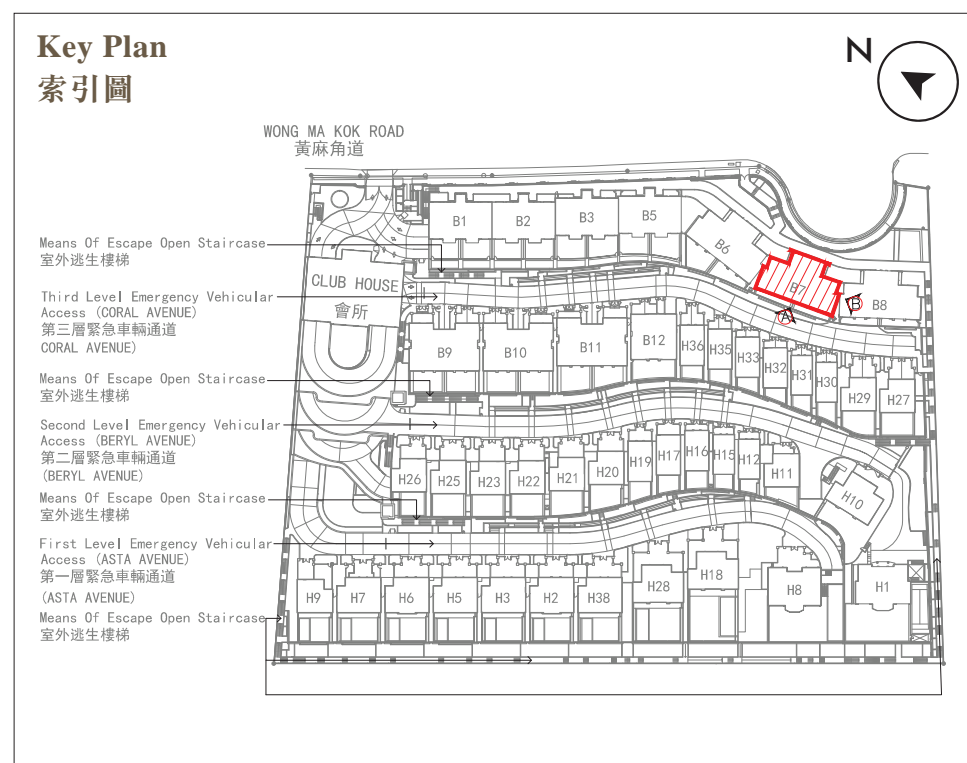 Key Plan
索引圖
N
WONG MA KOK ROAD
黃麻角道
B1
B2
B3
B5
B6
B7
B8
A
B
Means Of Escape Open Staircase
室外逃生樓梯
CLUB HOUSE
會所
Third Level Emergency Vehicular
Access (CORAL AVENUE)
第三層緊急車輛通道
CORAL AVENUE)
B9
B10
B11
B12
H36
H35
H33
H32
H31
H30
H29
H27
Means Of Escape Open Staircase
室外逃生樓梯
Second Level Emergency Vehicular
Access (BERYL AVENUE)
第二層緊急車輛通道
(BERYL AVENUE)
H26
H25
H23
H22
H21
H20
H19
H17
H16
H15
H12
H11
H10
Means Of Escape Open Staircase
室外逃生樓梯
First Level Emergency Vehicular
Access (ASTA AVENUE)
第一層緊急車輛通道
(ASTA AVENUE)
H9
H7
H6
H5
H3
H2
H38
H28
H18
H8
H1
Means Of Escape Open Staircase
室外逃生樓梯